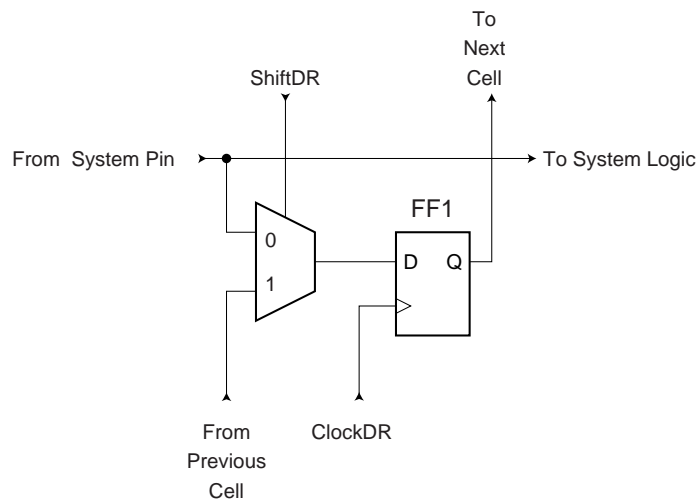 To
Next
Cell
ShiftDR
From System Pin
To System Logic
FF1
0
D Q
1
From
Previous
Cell
ClockDR